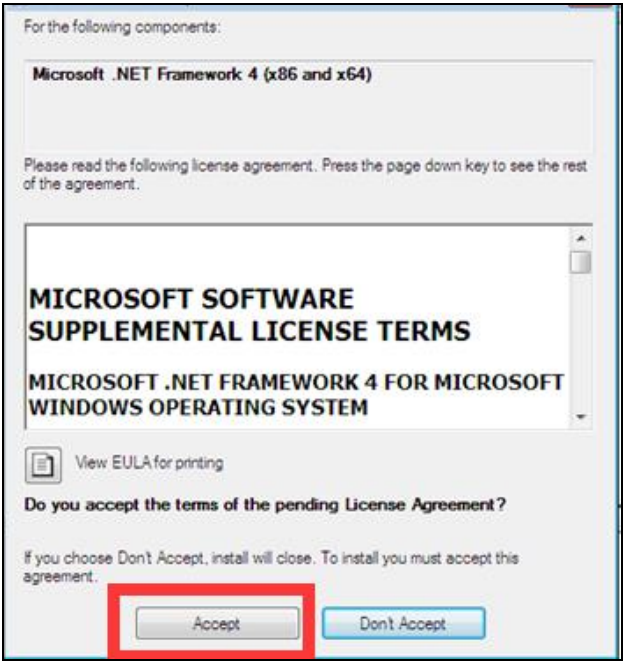 For the following components:
Microsoft .NET Framework 4 (x86 and x64)
Please read the following license agreement. Press the page down key to see the rest
of the agreement.
MICROSOFT SOFTWARE
SUPPLEMENTAL LICENSE TERMS
MICROSOFT .NET FRAMEWORK 4 FOR MICROSOFT
WINDOWS OPERATING SYSTEM
View EULA for printing
Do you accept the terms of the pending License Agreement?
If you choose Don't Accept, install will close. To install you must accept this
agreement.
Accept
Don't Accept